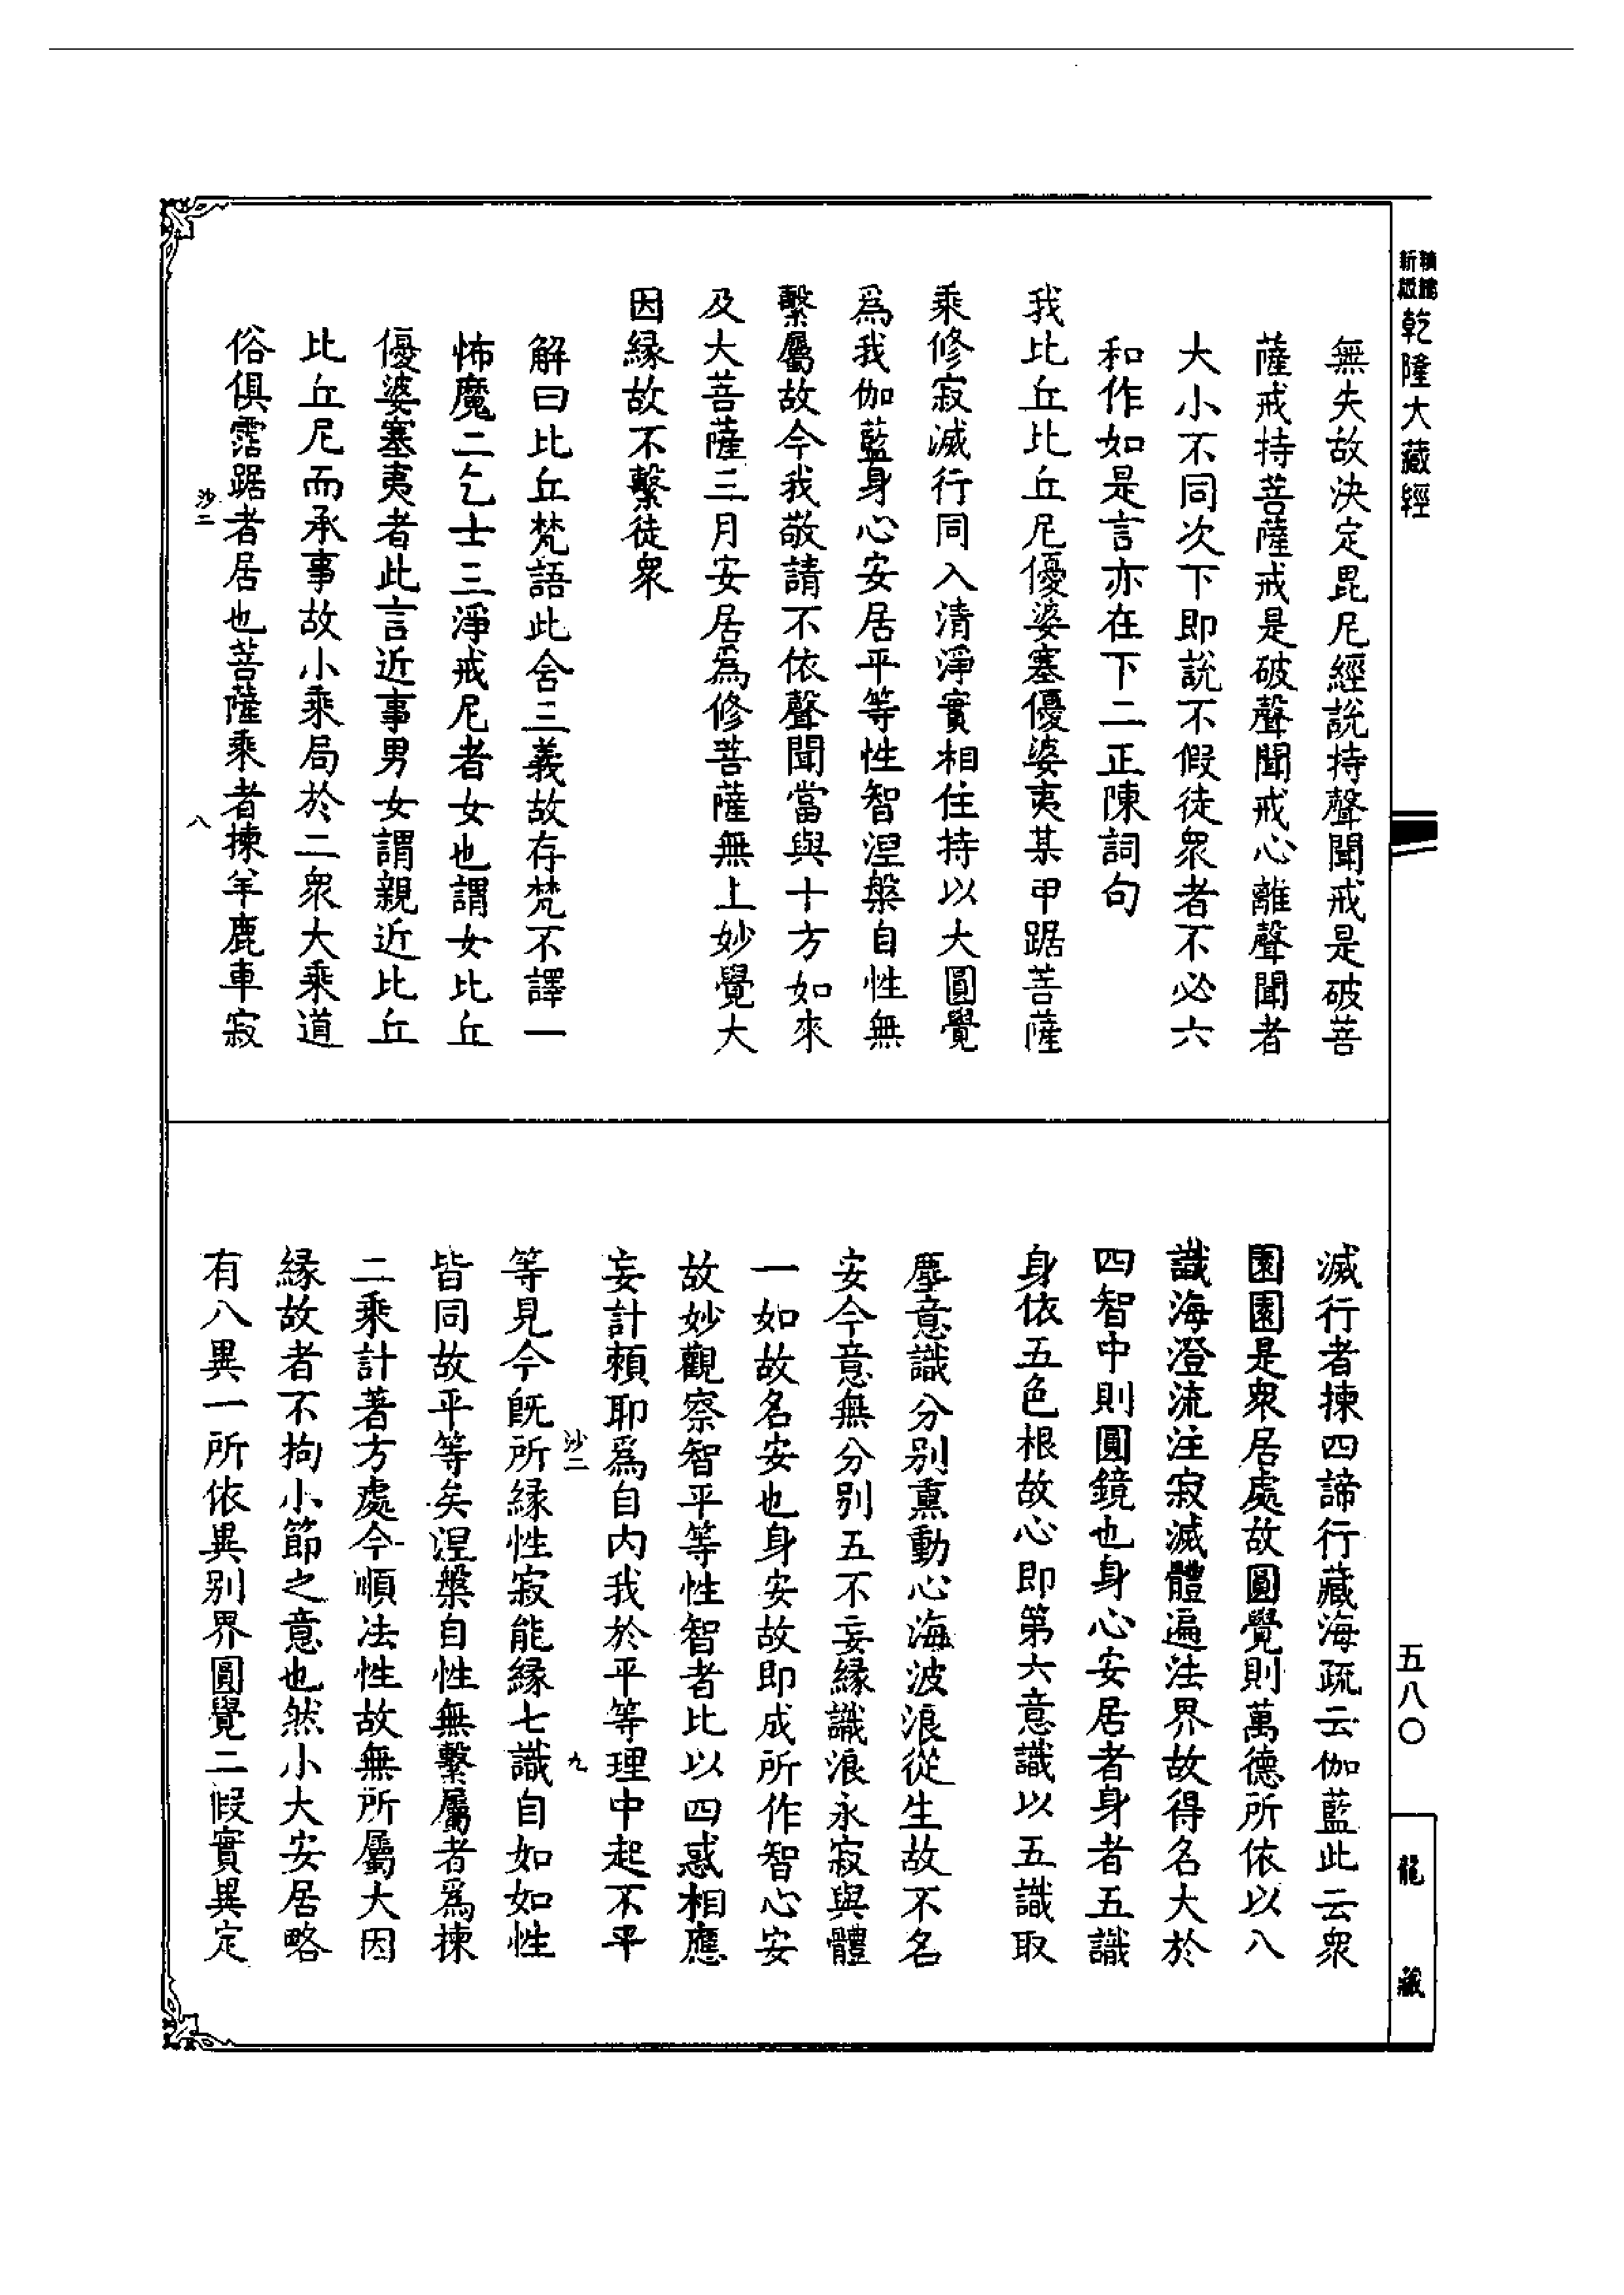 乾隆大藏經
無失故決定毘尼經說持聲聞戒是破菩
薩戒持菩薩戒是破聲聞戒心離聲聞者
大小不同次下即說不假徒衆者不必六
和作如是言亦在下二正陳詞句
我比丘比丘尼優婆塞優婆夷某甲踞菩薩
乘修寂滅行同入清淨實相住持以大圓覺
爲我伽藍身心安居平等性智涅槃自性無
繫屬故今我敬請不依聲聞當與十方如來
及大菩薩三月安居爲修菩薩無上妙覺大
因緣故不繫徒衆
解曰比丘梵語此含三義故存梵不譯一
怖魔二乞士三淨戒尼者女也謂女比丘
優婆塞夷者此言近事男女謂親近比丘
比丘尼而承事故小乘局於二衆大乘道
俗俱霑踞者居也菩薩乘者揀羊鹿車寂
沙二
八
五八〇
龍藏
滅行者揀四諦行藏海疏云伽藍此云衆
園園是衆居處故圓覺則萬德所依以八
識海澄流注寂滅體遍法界故得名大於
四智中則圓鏡也身心安居者身者五識
身依五色根故心即第六意識以五識取
塵意識分別熏動心海波浪從生故不名
安今意無分別五不妄緣識浪永寂與體
一如故名安也身安故即成所作智心安
故妙觀察智平等性智者比以四惑相應
妄計賴耶爲自內我於平等理中起不平
沙二
九
等見今既所緣性寂能緣七識自如如性
皆同故平等矣涅槃自性無繫屬者爲揀
二乘計著方處今順法性故無所屬大因
緣故者不拘小節之意也然小大安居略
有八異一所依異別界圓覺二假實異定